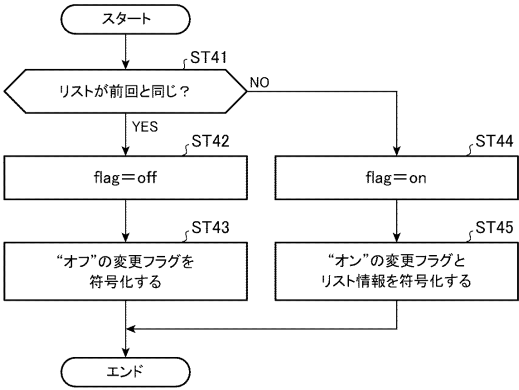 スタート
ST41
リストが前回と同じ？
NO
YES
ST42
ST44
flag＝off
flag＝on
ST43
ST45
“オフ”の変更フラグを
符号化する
“オン”の変更フラグと
リスト情報を符号化する
エンド